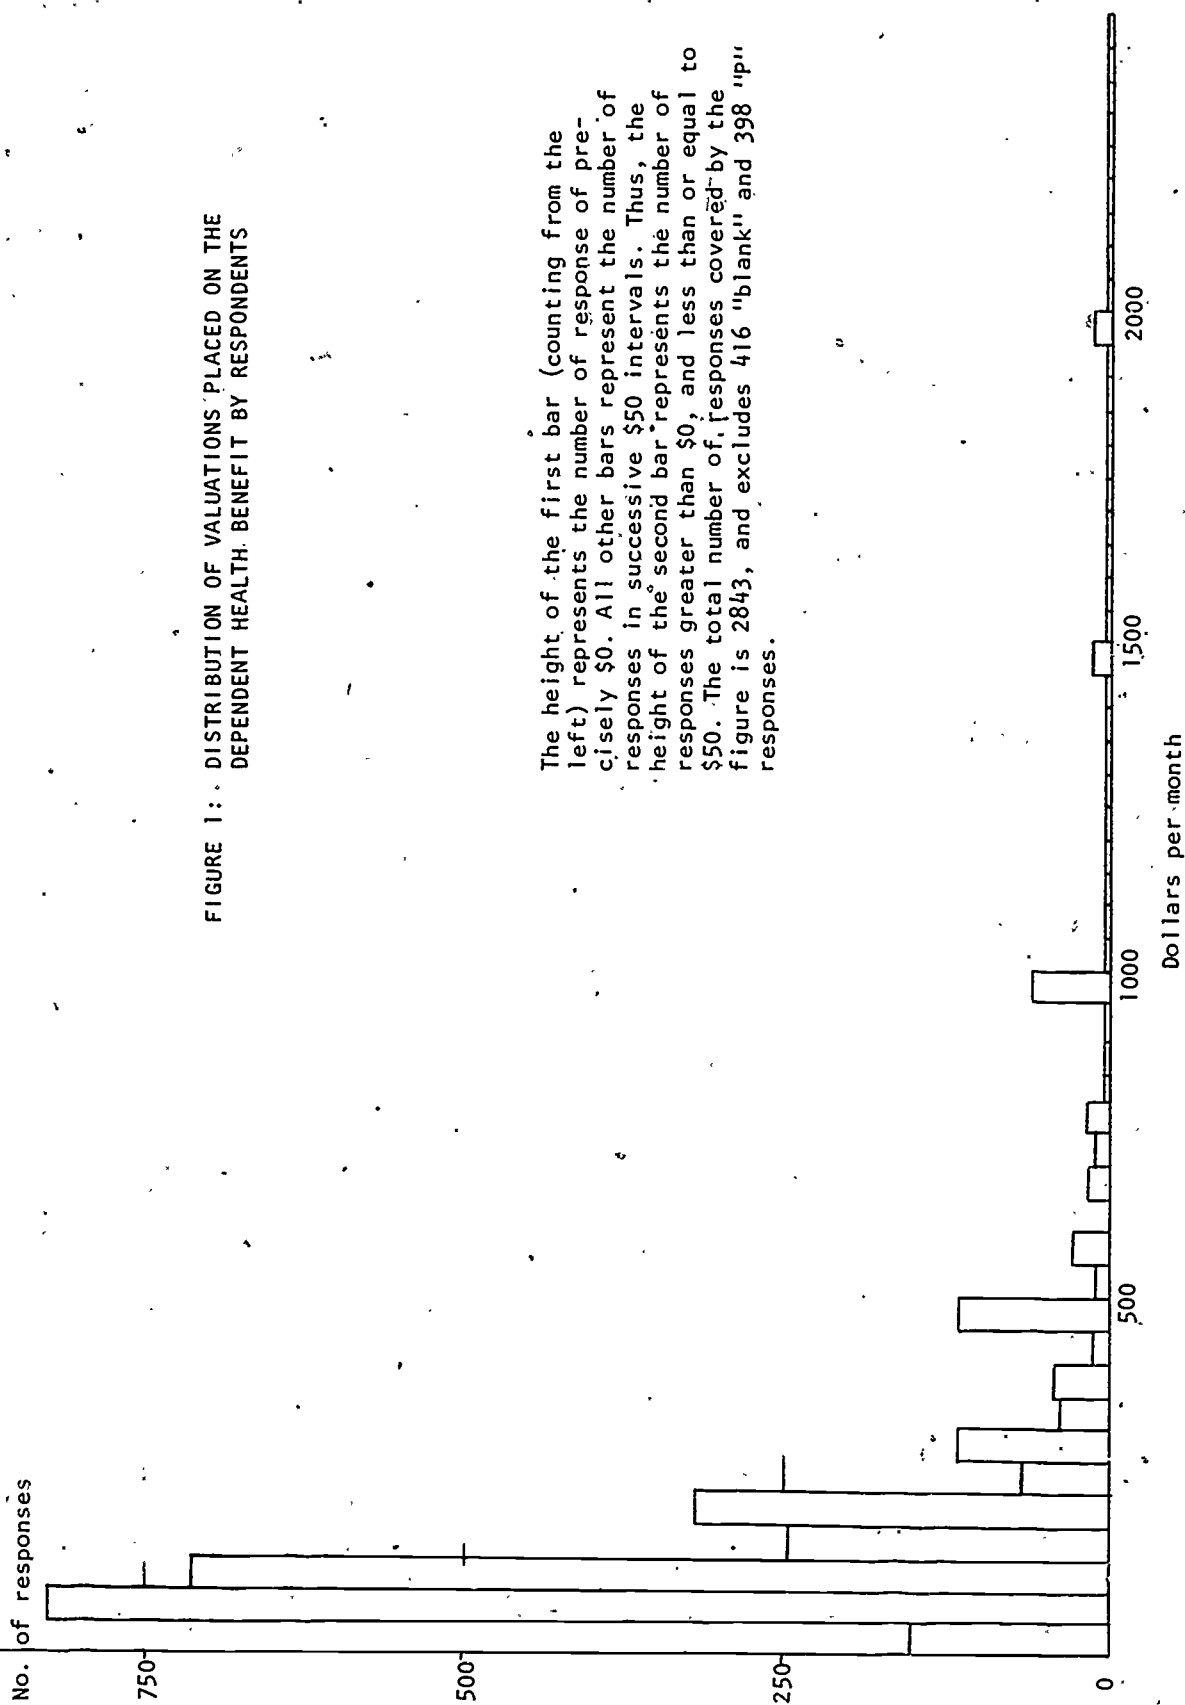 FIGURE 1: DISTRIBUTION OF VALUATIONS PLACED ON THE
DEPENDENT HEALTH BENEFIT BY RESPONDENTS
The height of the first bar (counting from the
left) represents the number of response of pre-
cisely $0. All other bars represent the number of
responses in successive $50 intervals. Thus, the
height of the second bar represents the number of
responses greater than $0, and less than or equal to
$50. The total number of responses covered by the
figure is 2843, and excludes 416 "blank" and 398 "p"
responses.
No. of responses
750
500
250
0
500
1000
1500
2000
Dollars per month